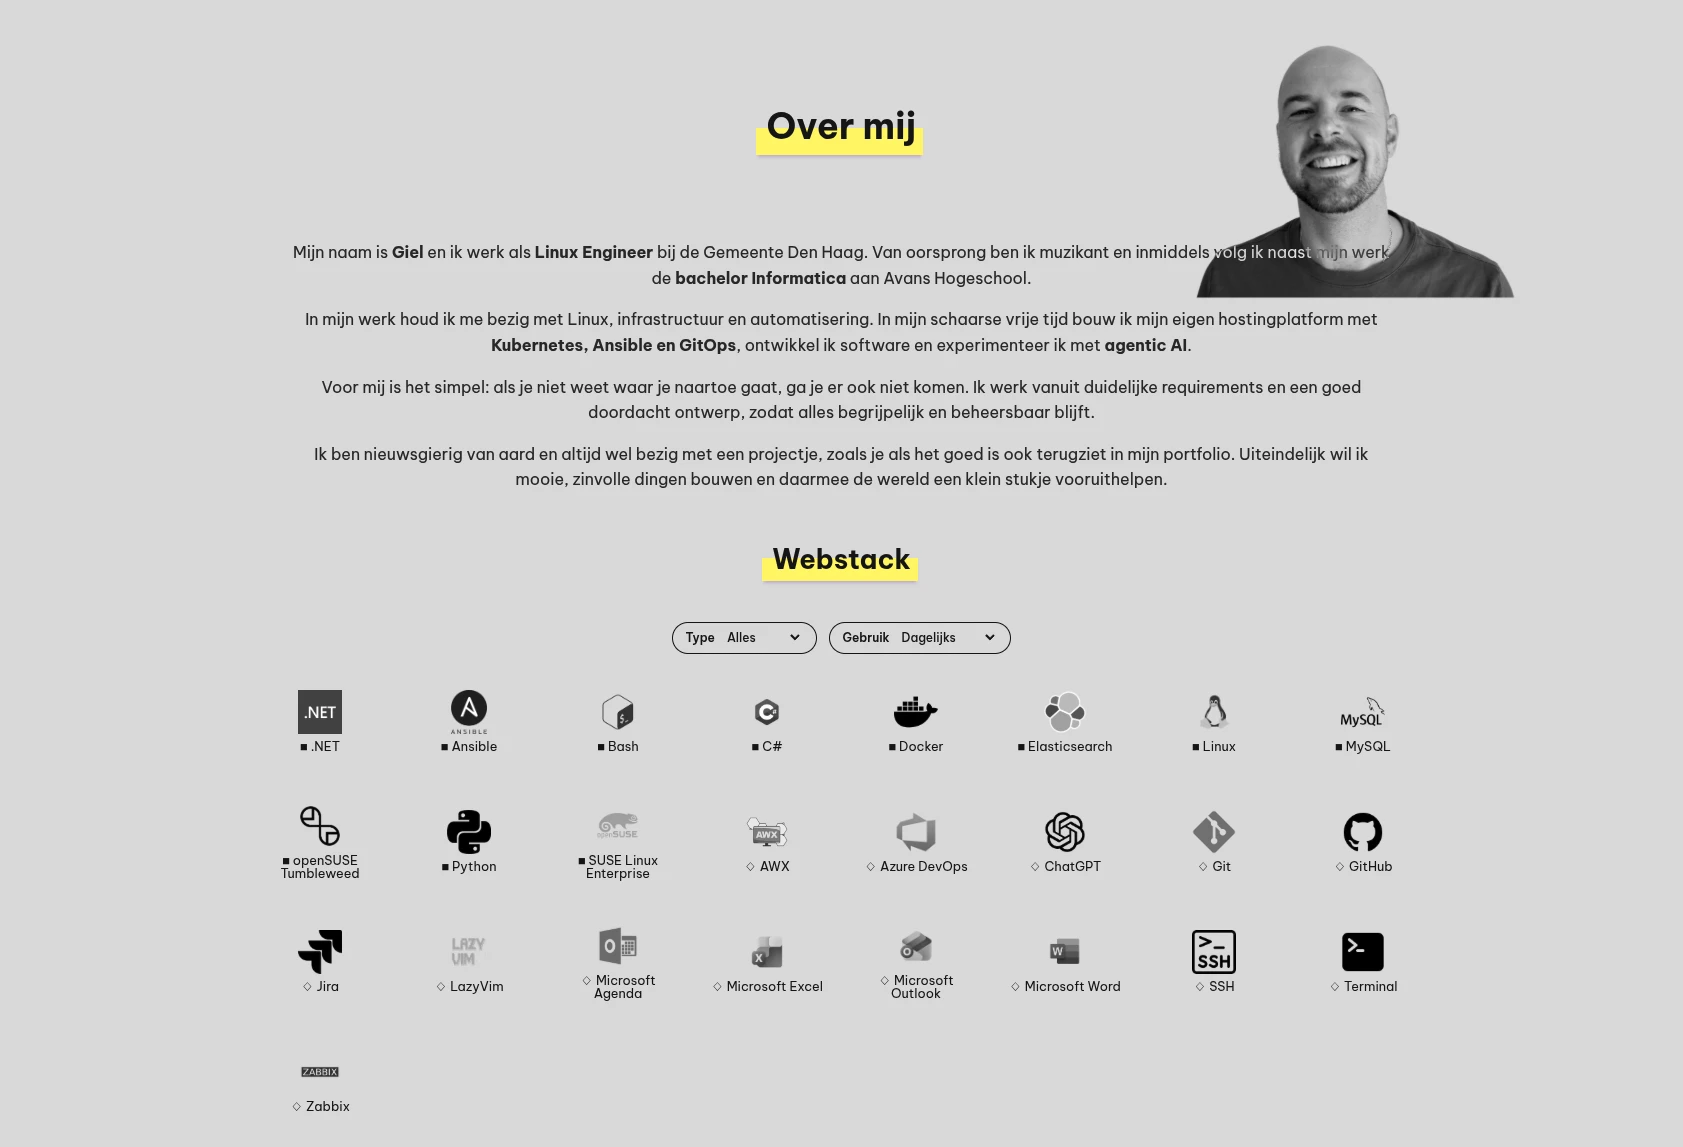 Over mij
Mijn naam is Giel en ik werk als Linux Engineer bij de Gemeente Den Haag. Van oorsprong ben ik muzikant en inmiddels volg ik naast mijn werk
de bachelor Informatica aan Avans Hogeschool.
In mijn werk houd ik me bezig met Linux, infrastructuur en automatisering. In mijn schaarse vrije tijd bouw ik mijn eigen hostingplatform met
Kubernetes, Ansible en GitOps, ontwikkel ik software en experimenteer ik met agentic AI.
Voor mij is het simpel: als je niet weet waar je naartoe gaat, ga je er ook niet komen. Ik werk vanuit duidelijke requirements en een goed
doordacht ontwerp, zodat alles begrijpelijk en beheersbaar blijft.
Ik ben nieuwsgierig van aard en altijd wel bezig met een projectje, zoals je als het goed is ook terugziet in mijn portfolio. Uiteindelijk wil ik
mooie, zinvolle dingen bouwen en daarmee de wereld een klein stukje vooruithelpen.
Webstack
Type Alles Gebruik Dagelijks
.NET ANSIBLE $_ C# MySQL
■ .NET ■ Ansible ■ Bash ■ C# ■ Docker ■ Elasticsearch ■ Linux ■ MySQL
openSUSE AWX
■ openSUSE
Tumbleweed
■ Python
■ SUSE Linux
Enterprise
♢ AWX ♢ Azure DevOps ♢ ChatGPT ♢ Git ♢ GitHub
LAZY
VIM
O X O W >_
SSH
>_
♢ Jira ♢ LazyVim
♢ Microsoft
Agenda
♢ Microsoft Excel
♢ Microsoft
Outlook
♢ Microsoft Word ♢ SSH ♢ Terminal
ZABBIX
♢ Zabbix